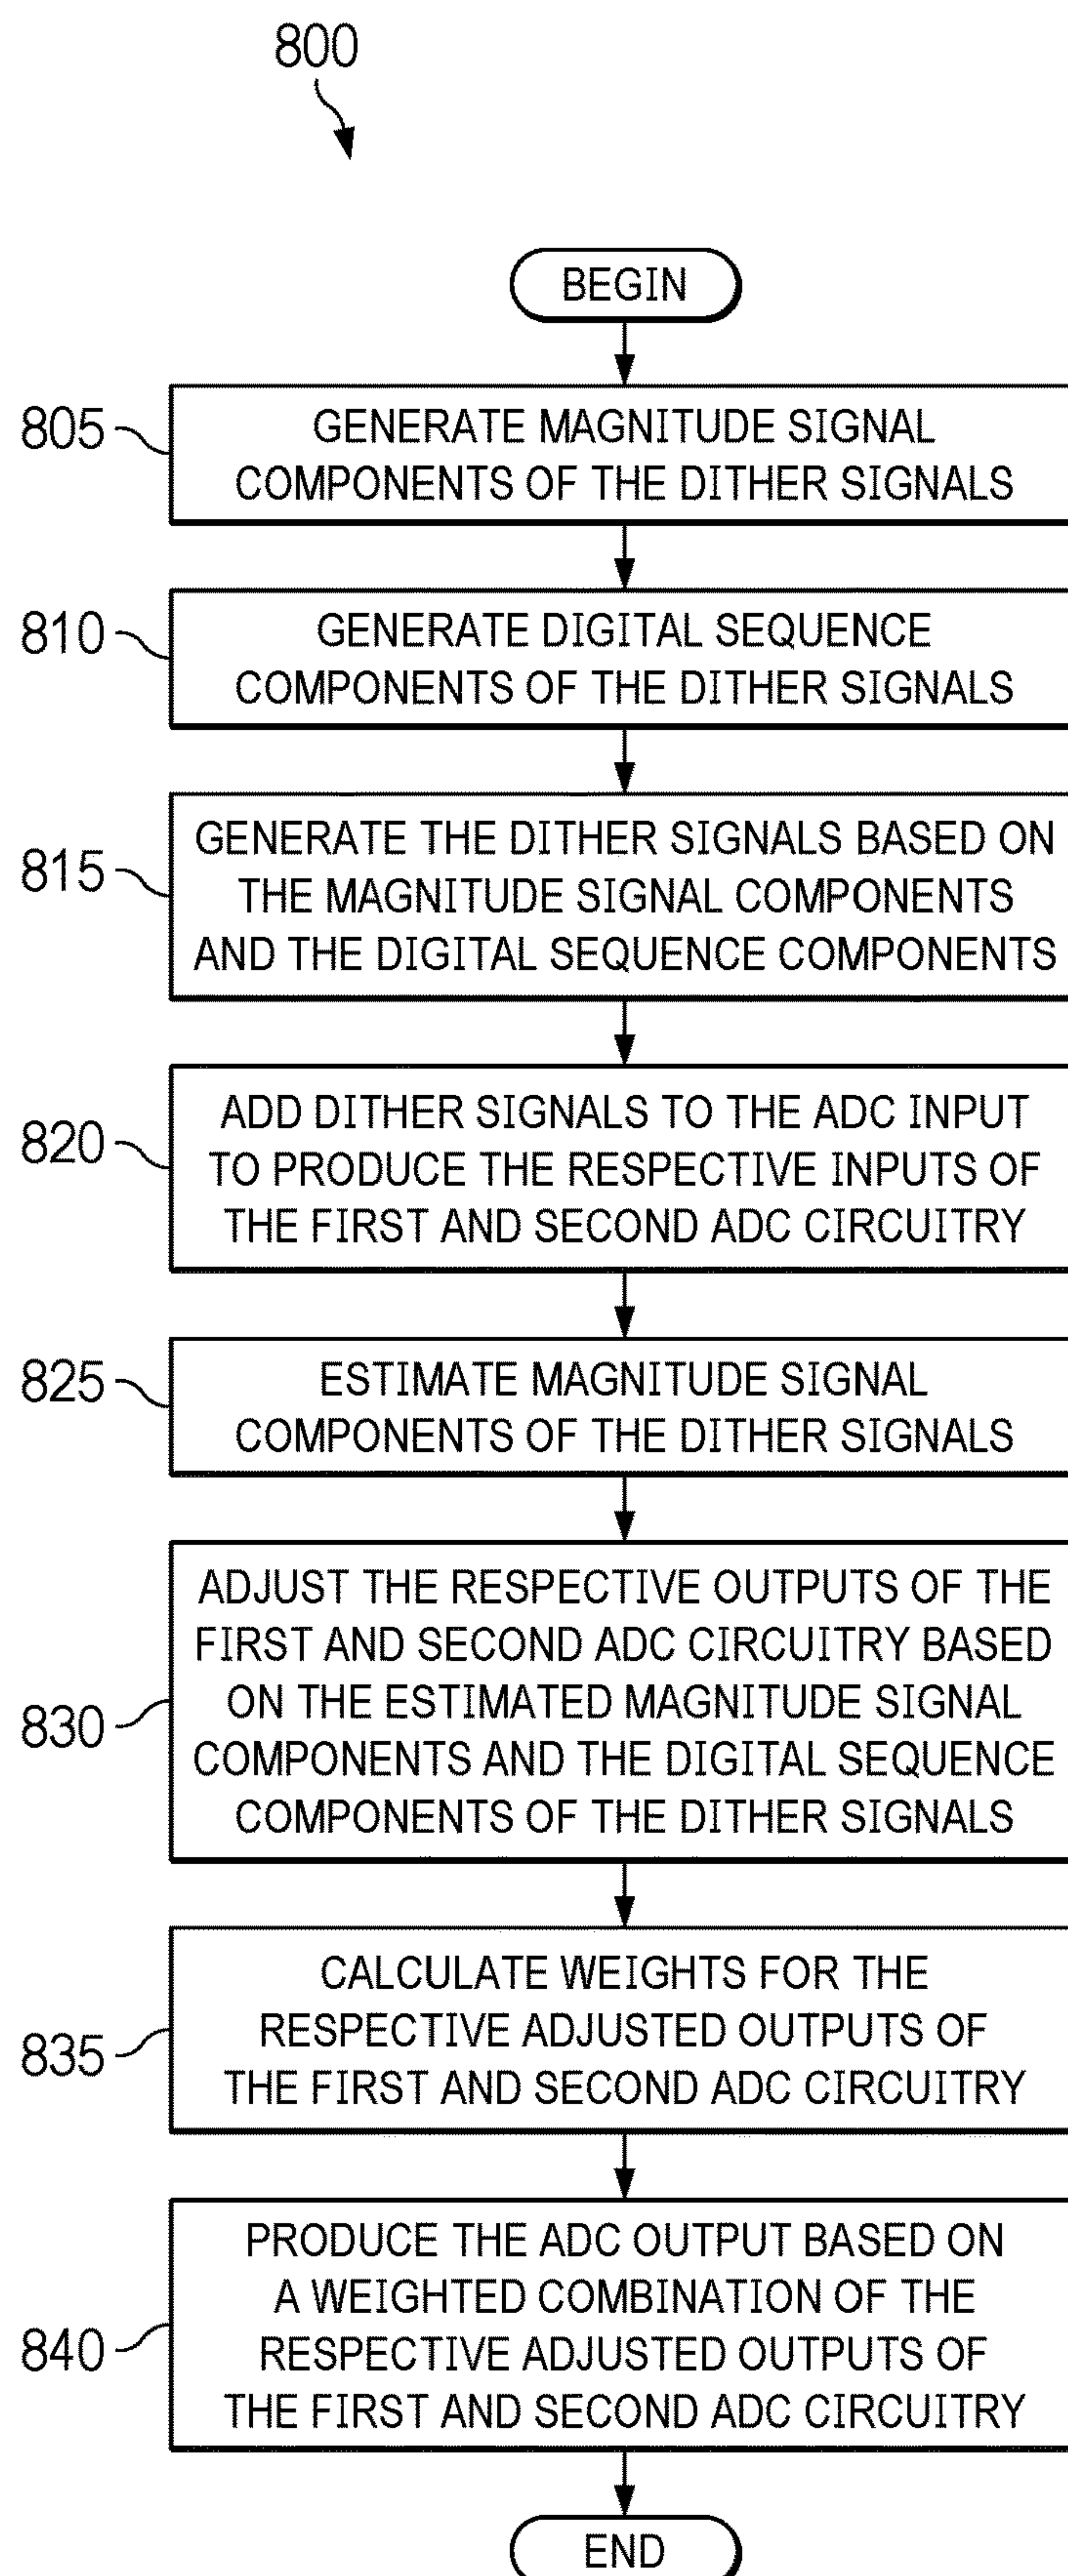 800
BEGIN
805
GENERATE MAGNITUDE SIGNAL
COMPONENTS OF THE DITHER SIGNALS
810
GENERATE DIGITAL SEQUENCE
COMPONENTS OF THE DITHER SIGNALS
815
GENERATE THE DITHER SIGNALS BASED ON
THE MAGNITUDE SIGNAL COMPONENTS
AND THE DIGITAL SEQUENCE COMPONENTS
820
ADD DITHER SIGNALS TO THE ADC INPUT
TO PRODUCE THE RESPECTIVE INPUTS OF
THE FIRST AND SECOND ADC CIRCUITRY
825
ESTIMATE MAGNITUDE SIGNAL
COMPONENTS OF THE DITHER SIGNALS
830
ADJUST THE RESPECTIVE OUTPUTS OF THE
FIRST AND SECOND ADC CIRCUITRY BASED
ON THE ESTIMATED MAGNITUDE SIGNAL
COMPONENTS AND THE DIGITAL SEQUENCE
COMPONENTS OF THE DITHER SIGNALS
835
CALCULATE WEIGHTS FOR THE
RESPECTIVE ADJUSTED OUTPUTS OF
THE FIRST AND SECOND ADC CIRCUITRY
840
PRODUCE THE ADC OUTPUT BASED ON
A WEIGHTED COMBINATION OF THE
RESPECTIVE ADJUSTED OUTPUTS OF
THE FIRST AND SECOND ADC CIRCUITRY
END